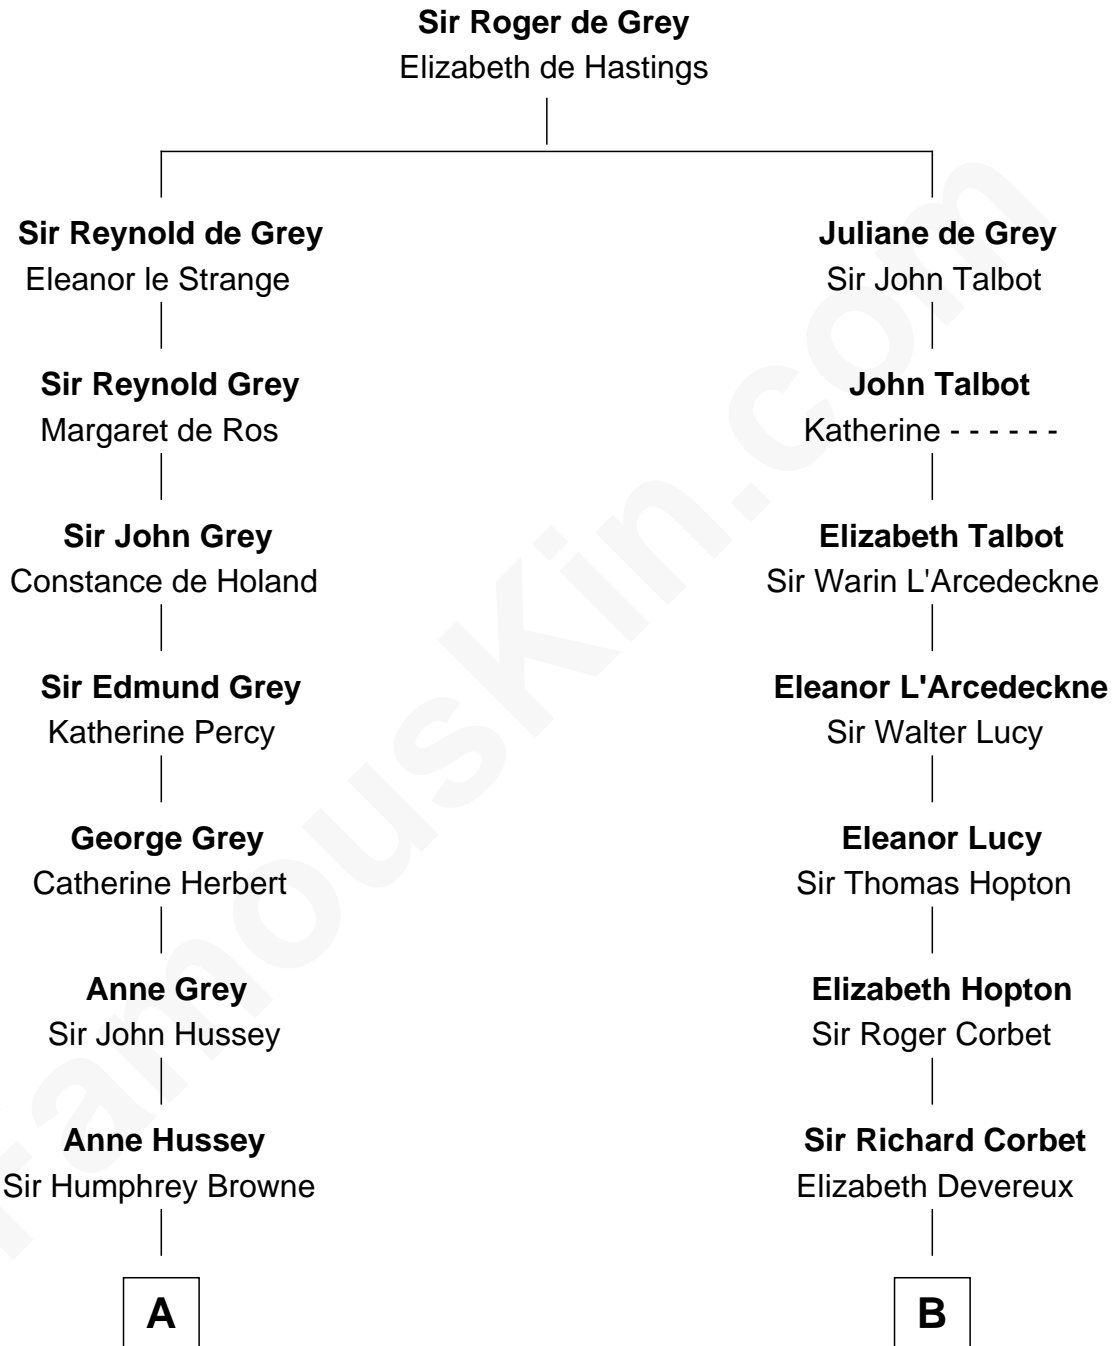 Sir Roger de Grey
Elizabeth de Hastings
Sir Reynold de Grey
Eleanor le Strange
Juliane de Grey
Sir John Talbot
Sir Reynold Grey
Margaret de Ros
John Talbot
Katherine - - - - - -
Sir John Grey
Constance de Holand
Elizabeth Talbot
Sir Warin L'Arcedeckne
Sir Edmund Grey
Katherine Percy
Eleanor L'Arcedeckne
Sir Walter Lucy
George Grey
Catherine Herbert
Eleanor Lucy
Sir Thomas Hopton
Anne Grey
Sir John Hussey
Elizabeth Hopton
Sir Roger Corbet
Anne Hussey
Sir Humphrey Browne
Sir Richard Corbet
Elizabeth Devereux
A
B
FamousKin.com